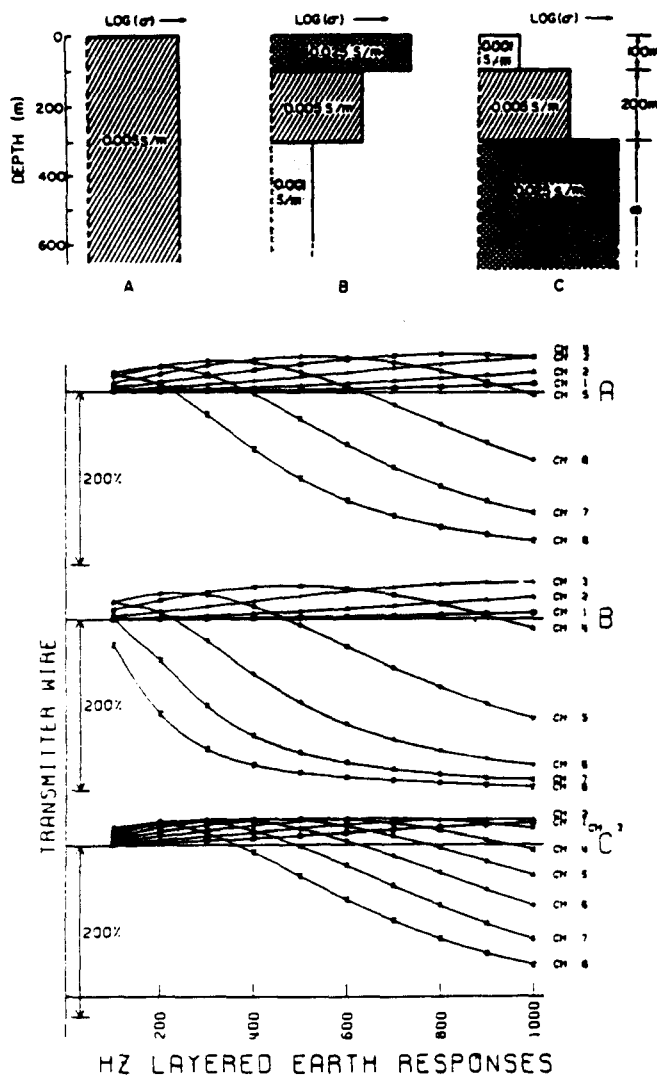 LOG(σ) → LOG(σ) → LOG(σ) →
DEPTH (m)
0
200
400
600
0.005 S/m
0.005 S/m
0.001 S/m
0.001 S/m
0.005 S/m
100m
200m
∞
A B C
CH 3
CH 2
CH 1
CH 5
A
CH 7
CH 8
200%
CH 3
CH 2
CH 1
CH 4
B
CH 5
CH 6
CH 7
CH 8
200%
CH 3
C
CH 4
CH 5
CH 6
CH 7
CH 8
200%
TRANSMITTER WIRE
200 400 600 800 1000
HZ LAYERED EARTH RESPONSES